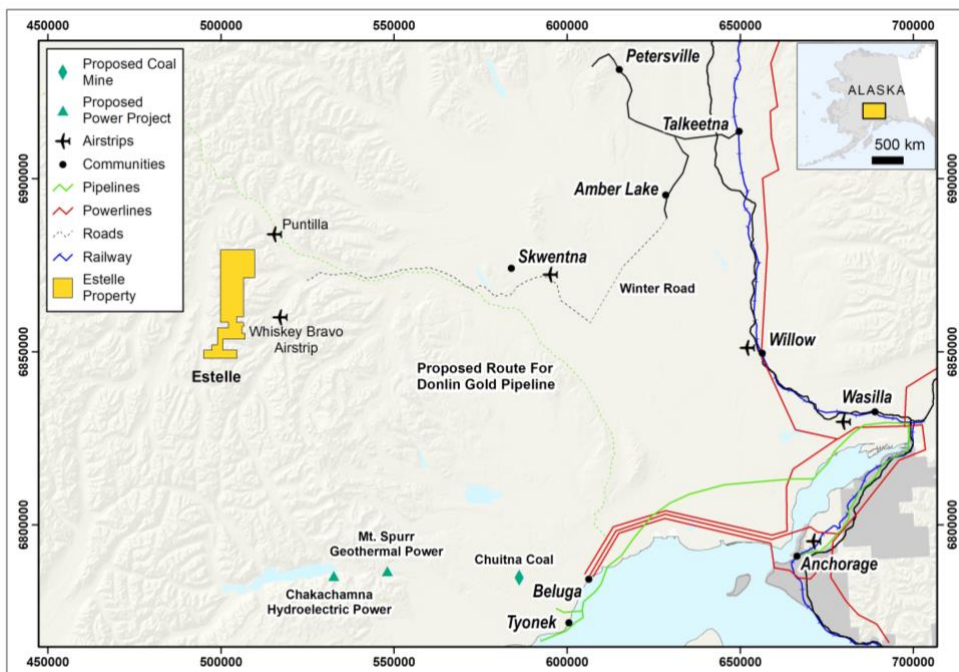 450000
500000
550000
600000
650000
700000
Proposed Coal
Mine
Proposed
Power Project
Airstrips
Communities
Pipelines
Powerlines
Roads
Railway
Estelle
Property
ALASKA
500 km
Petersville
Talkeetna
6900000
6900000
Amber Lake
Puntilla
Skwentna
Winter Road
Whiskey Bravo
Airstrip
Estelle
Proposed Route For
Donlin Gold Pipeline
Willow
6850000
6850000
Wasilla
6800000
6800000
Mt. Spurr
Geothermal Power
Chuitna Coal
Chakachamna
Hydroelectric Power
Beluga
Anchorage
Tyonek
450000
500000
550000
600000
650000
700000